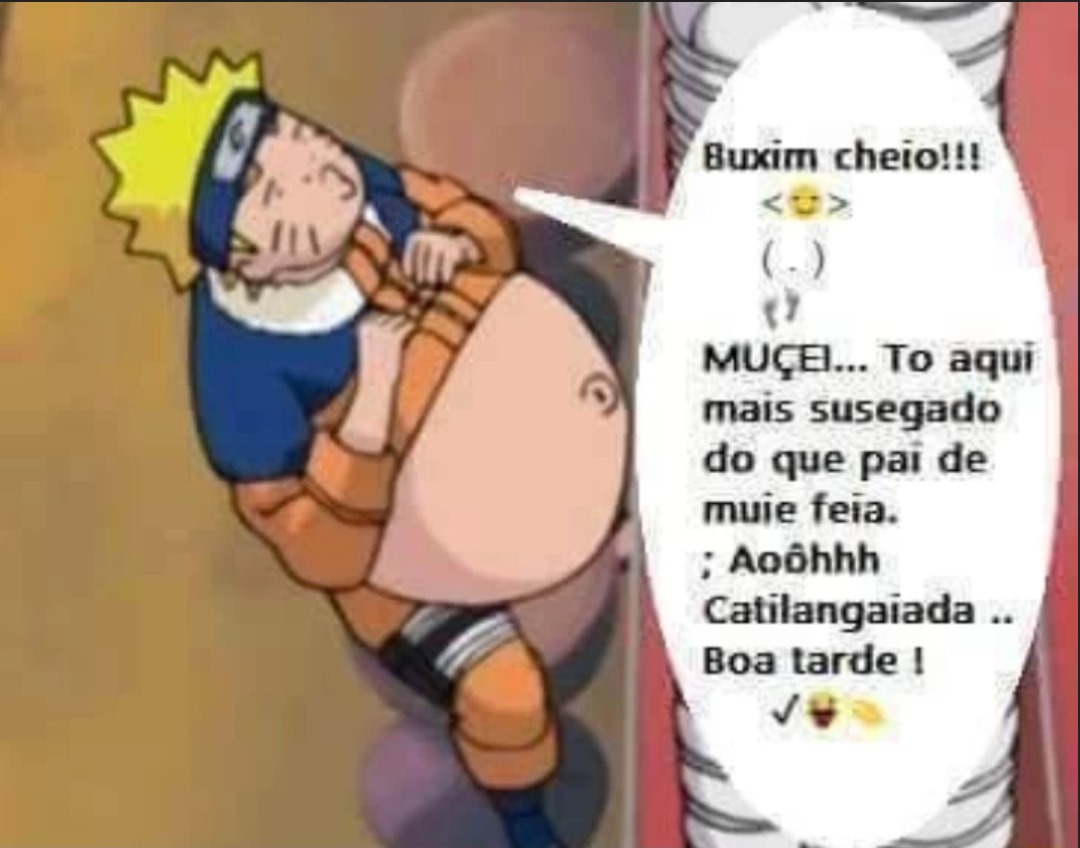 Buxim cheio!!!
<😊>
( . )
👣
MUÇEI... To aqui
mais susegado
do que pai de
muie feia.
; Aoôhhh
Catilangaiada ..
Boa tarde !
✓😝👏